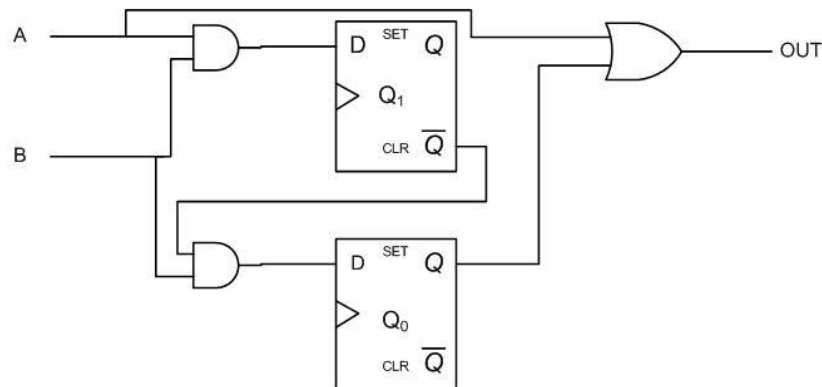 A
B
D SET Q
Q₁
CLR Q̅
D SET Q
Q₀
CLR Q̅
OUT